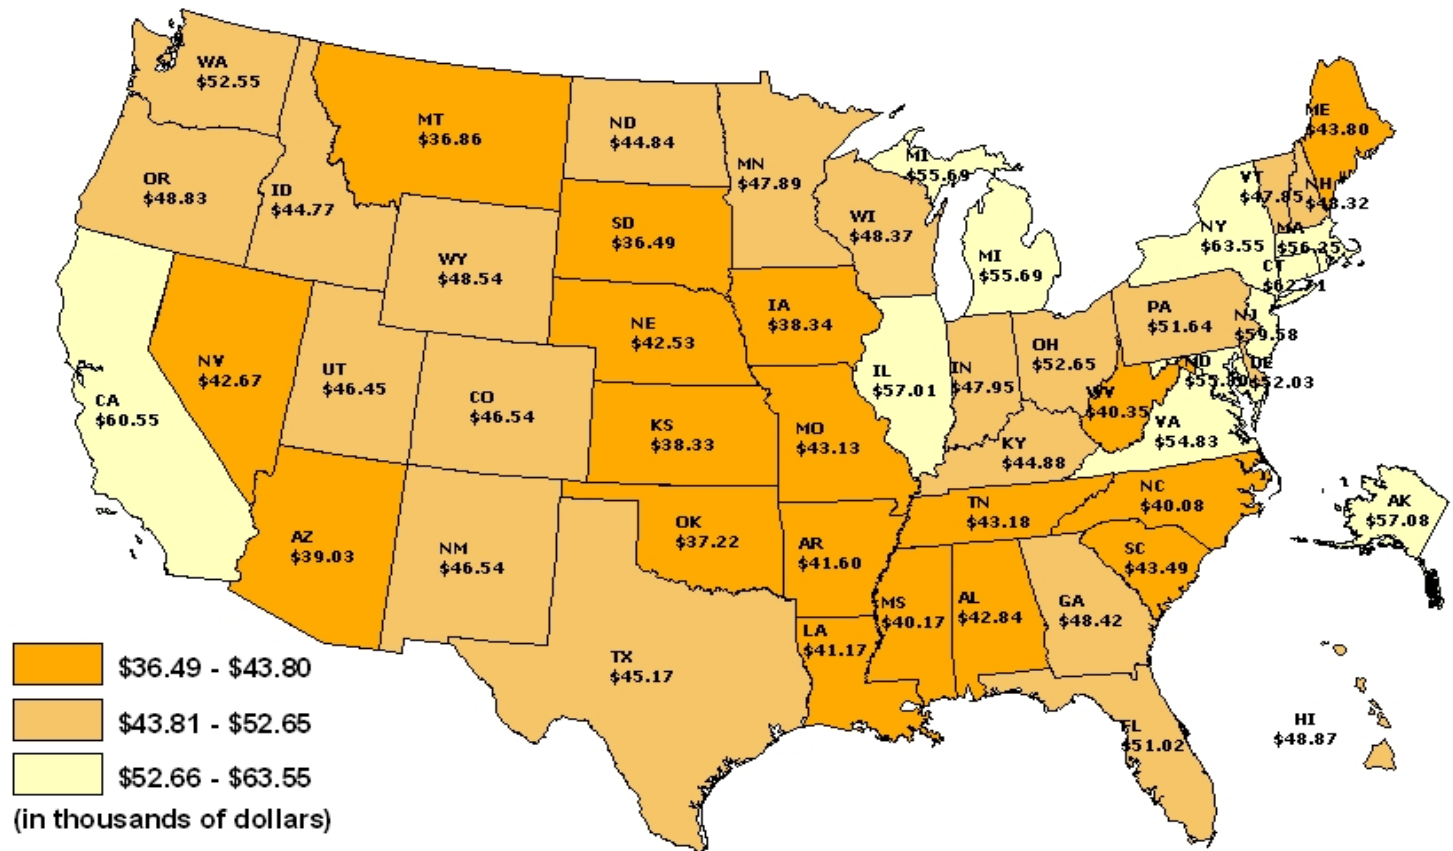 WA
$52.55
MT
$36.86
ND
$44.84
MN
$47.89
MI
$55.69
ME
$43.80
OR
$48.83
ID
$44.77
SD
$36.49
WI
$48.37
VT
$47.85
NH
$48.32
WY
$48.54
MI
$55.69
NY
$63.55
MA
$56.25
CT
$62.71
NV
$42.67
UT
$46.45
NE
$42.53
IA
$38.34
PA
$51.64
NJ
$59.58
CA
$60.55
CO
$46.54
IL
$57.01
IN
$47.95
OH
$52.65
MD
DE
$52.03
WV
$40.35
KS
$38.33
MO
$43.13
KY
$44.88
VA
$54.83
AZ
$39.03
NM
$46.54
OK
$37.22
AR
$41.60
TN
$43.18
NC
$40.08
AK
$57.08
SC
$43.49
MS
$40.17
AL
$42.84
GA
$48.42
LA
$41.17
TX
$45.17
FL
$51.02
HI
$48.87
$36.49 - $43.80
$43.81 - $52.65
$52.66 - $63.55
(in thousands of dollars)